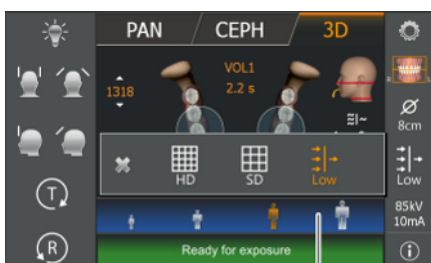 PAN CEPH 3D
VOL1
1318 2.2 s
R L
8cm
HD SD Low
Low
T
85kV
10mA
R
Ready for exposure
i